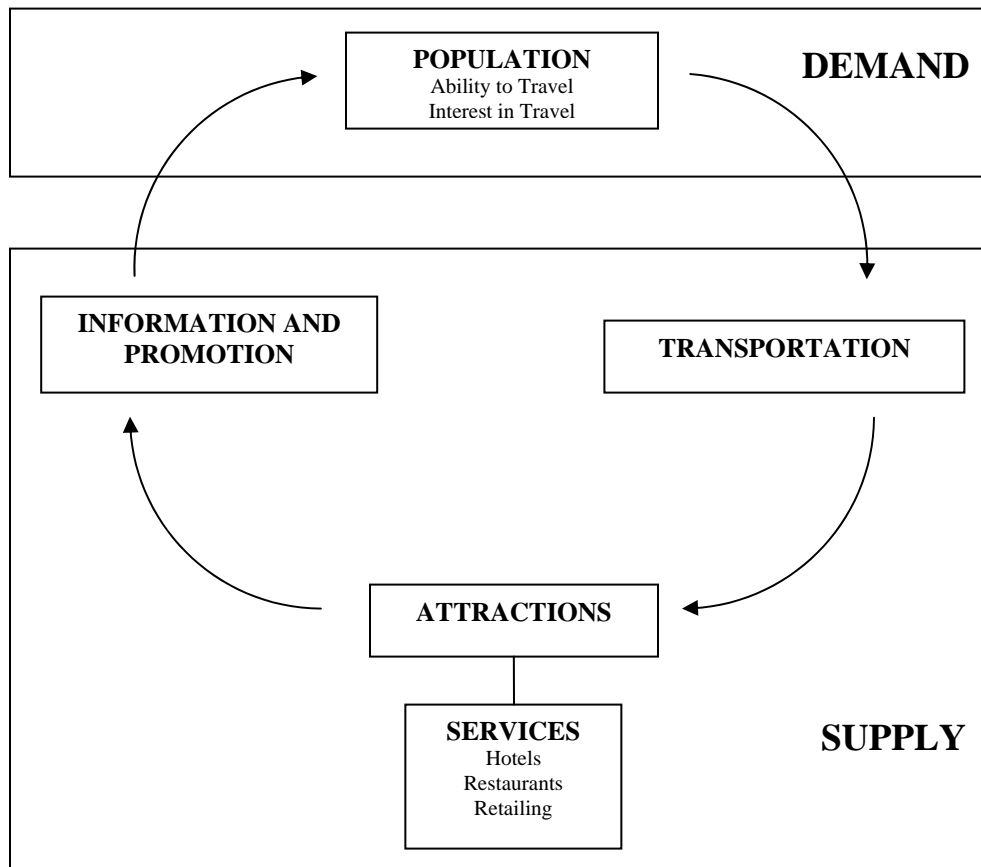 POPULATION
Ability to Travel
Interest in Travel
DEMAND
INFORMATION AND
PROMOTION
TRANSPORTATION
ATTRACTIONS
SERVICES
Hotels
Restaurants
Retailing
SUPPLY